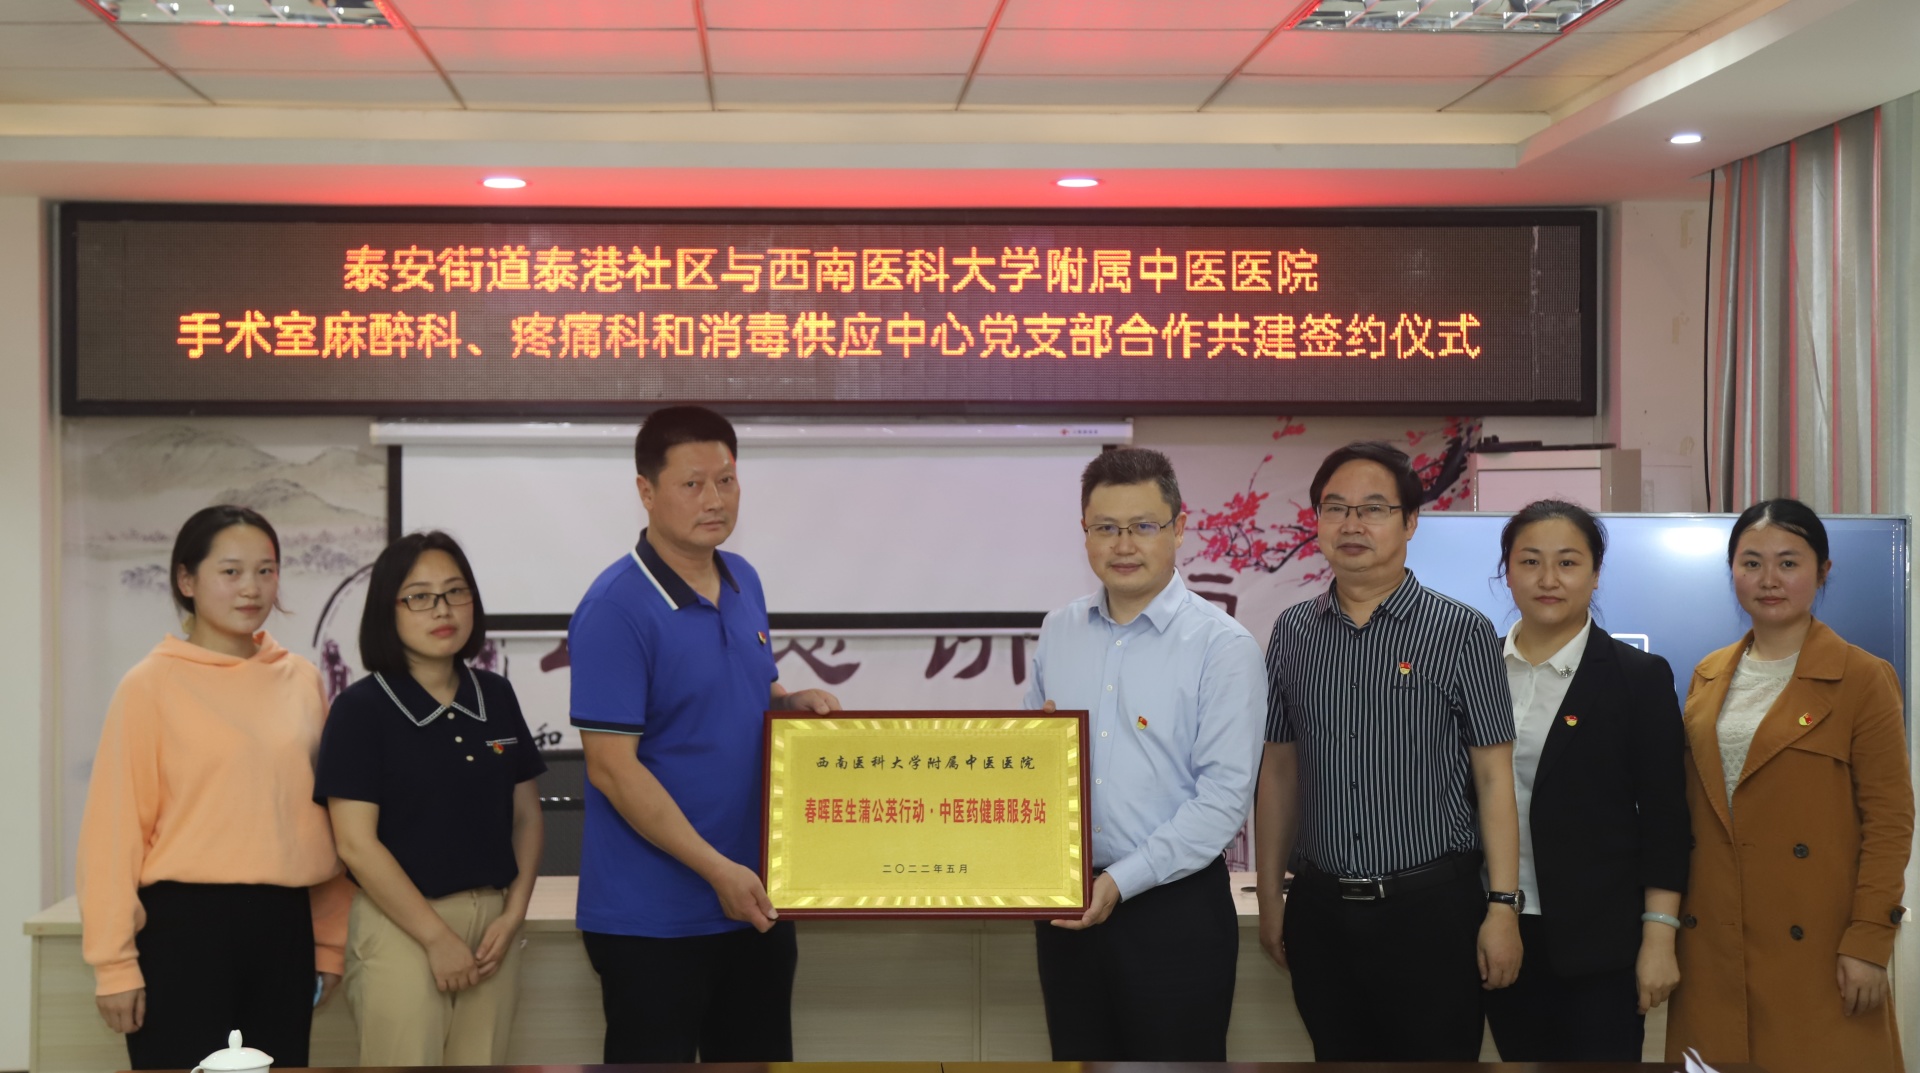 泰安街道泰港社区与西南医科大学附属中医医院
手术室麻醉科、疼痛科和消毒供应中心党支部合作共建签约仪式
和
西南医科大学附属中医医院
春晖医生蒲公英行动·中医药健康服务站
二〇二二年五月